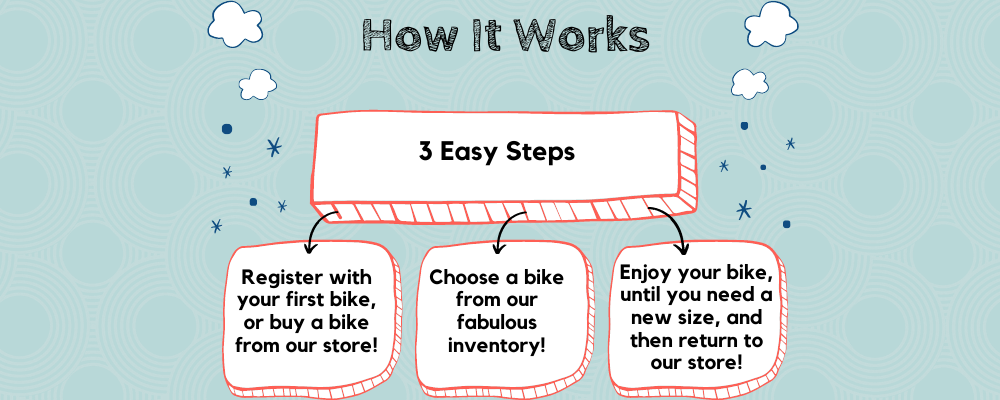 How It Works
3 Easy Steps
Register with
your first bike,
or buy a bike
from our store!
Choose a bike
from our
fabulous
inventory!
Enjoy your bike,
until you need a
new size, and
then return to
our store!